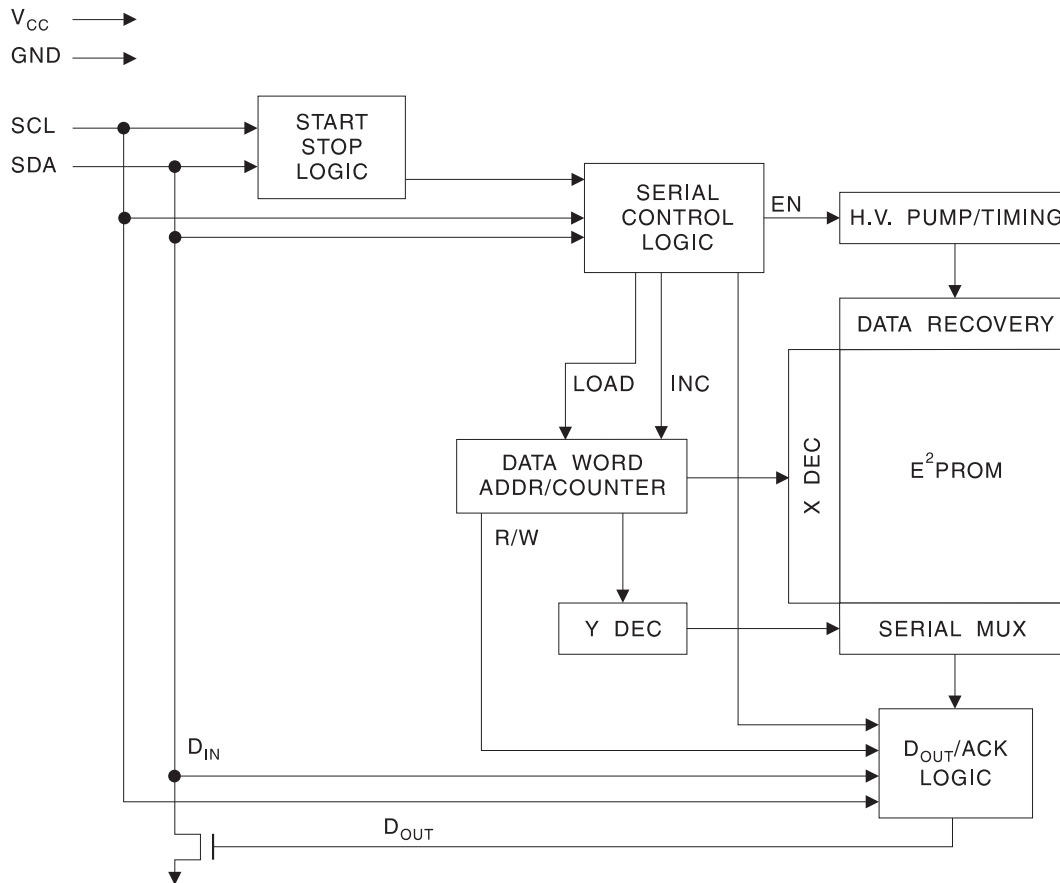 VCC
GND
SCL
SDA
START
STOP
LOGIC
SERIAL
CONTROL
LOGIC
EN
H.V. PUMP/TIMING
DATA RECOVERY
LOAD
INC
DATA WORD
ADDR/COUNTER
X DEC
E²PROM
R/W
Y DEC
SERIAL MUX
DIN
DOUT/ACK
LOGIC
DOUT